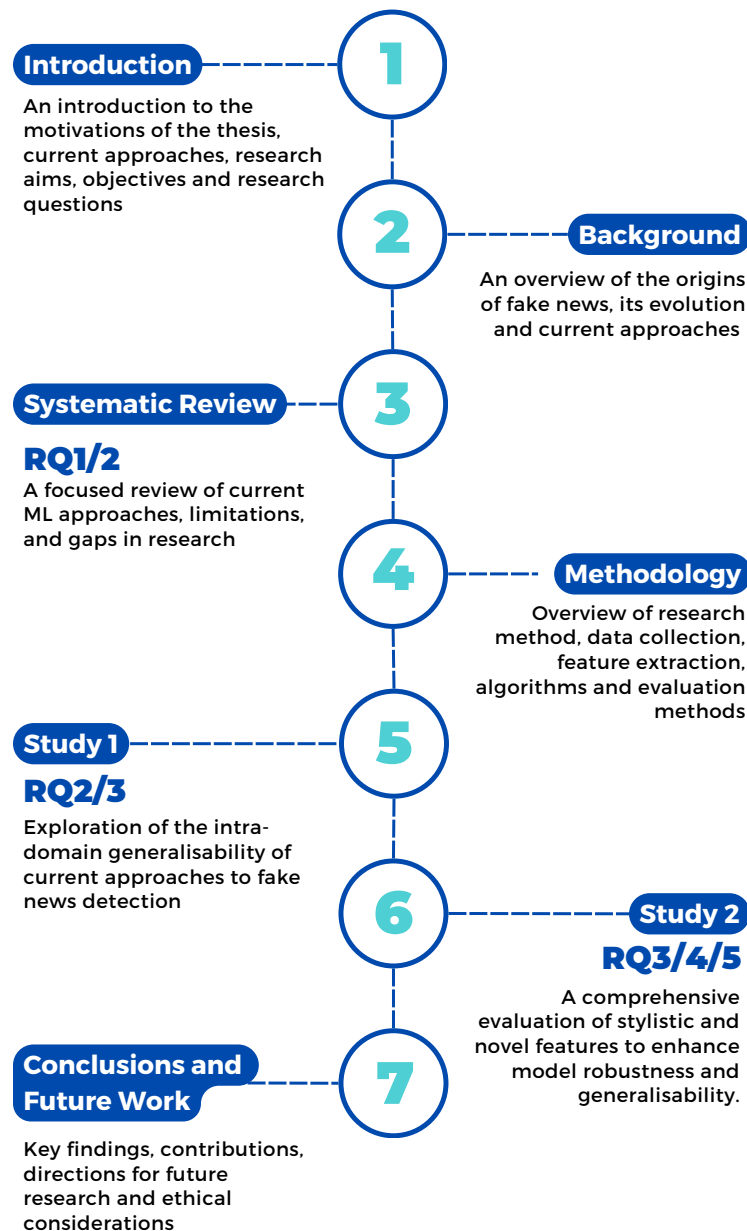 1
Introduction
An introduction to the
motivations of the thesis,
current approaches, research
aims, objectives and research
questions
2
Background
An overview of the origins
of fake news, its evolution
and current approaches
3
Systematic Review
RQ1/2
A focused review of current
ML approaches, limitations,
and gaps in research
4
Methodology
Overview of research
method, data collection,
feature extraction,
algorithms and evaluation
methods
5
Study 1
RQ2/3
Exploration of the intra-
domain generalisability of
current approaches to fake
news detection
6
Study 2
RQ3/4/5
A comprehensive
evaluation of stylistic and
novel features to enhance
model robustness and
generalisability.
7
Conclusions and
Future Work
Key findings, contributions,
directions for future
research and ethical
considerations